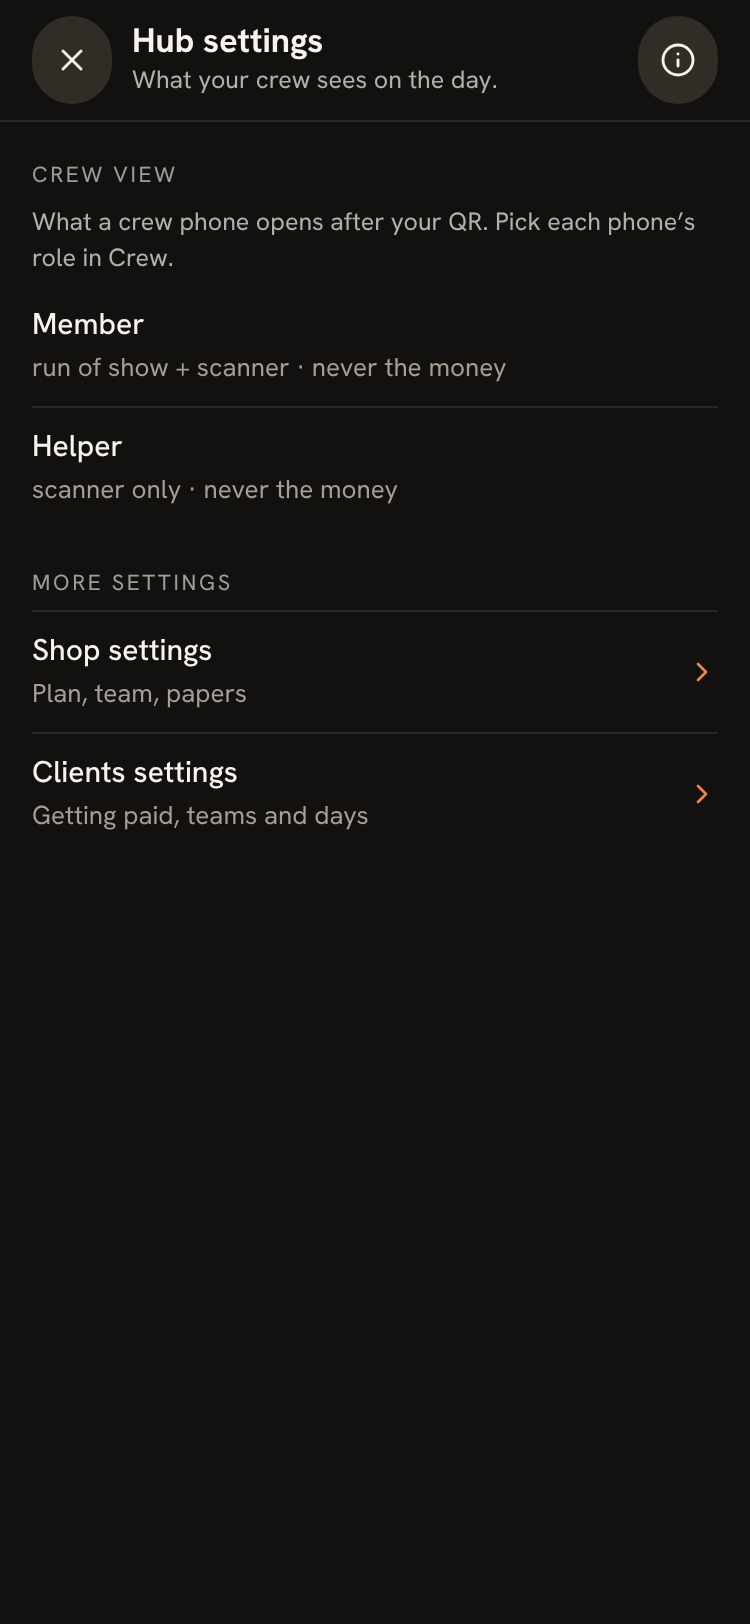 Hub settings
What your crew sees on the day.
CREW VIEW
What a crew phone opens after your QR. Pick each phone’s
role in Crew.
Member
run of show + scanner · never the money
Helper
scanner only · never the money
MORE SETTINGS
Shop settings
Plan, team, papers
Clients settings
Getting paid, teams and days